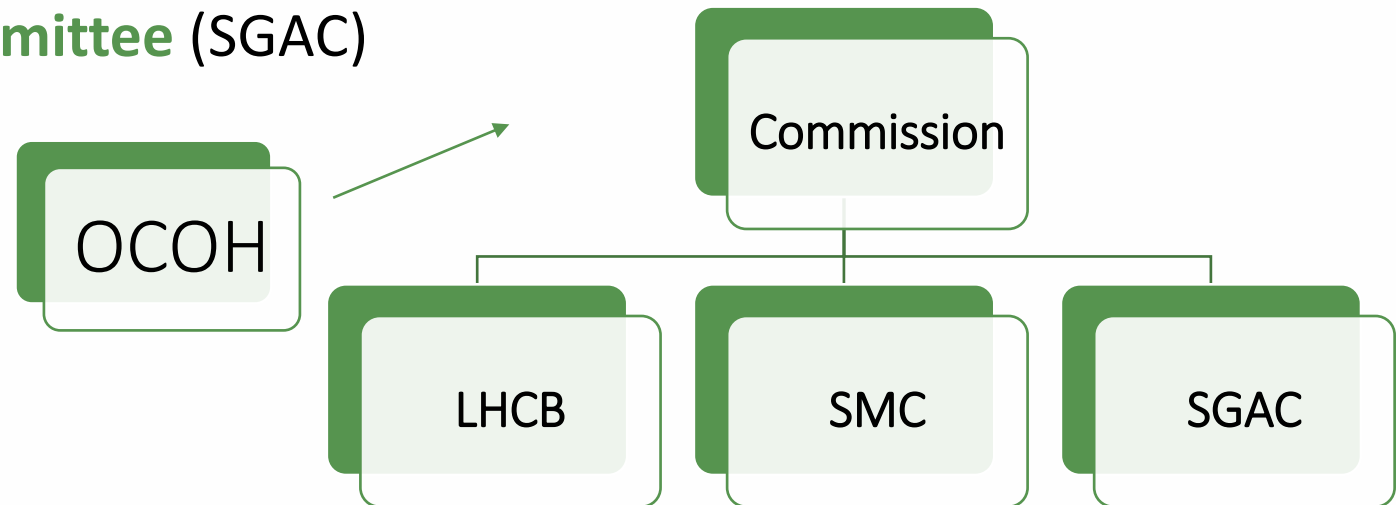 mittee (SGAC)
Commission
OCOH
LHCB
SMC
SGAC